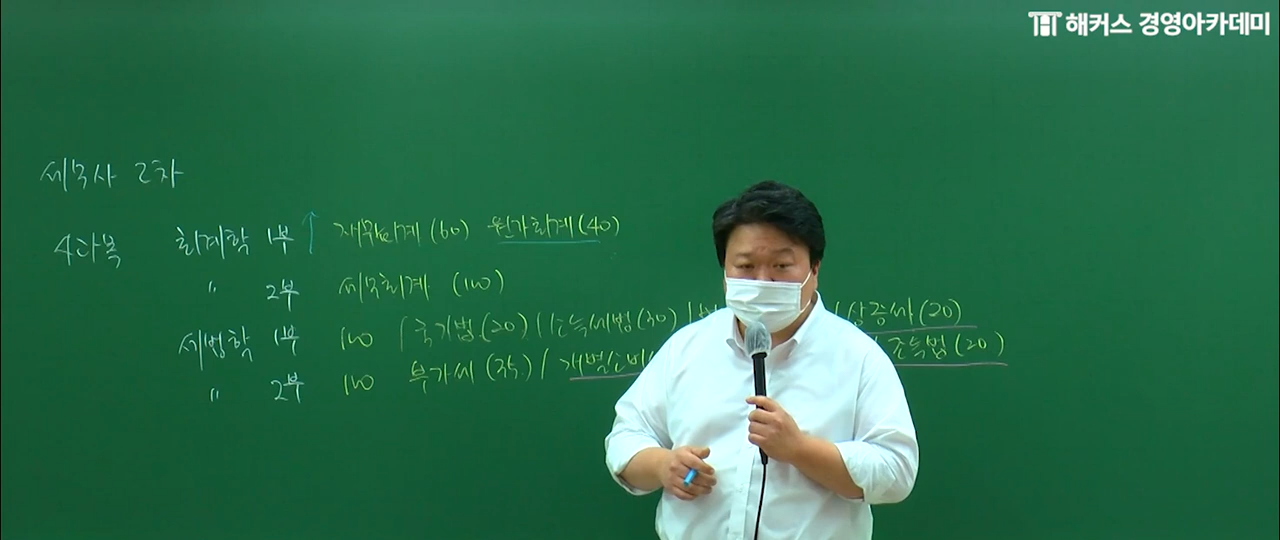 해커스 경영아카데미
세무사 2차
4과목 회계학 1부 재무회계 (60) 원가회계 (40)
〃 2부 세무회계 (100)
세법학 1부 100 / 국기법 (20) / 소득세법 (30) / 상증세 (20)
〃 2부 100 부가세 / 개별소비 조특법 (20)